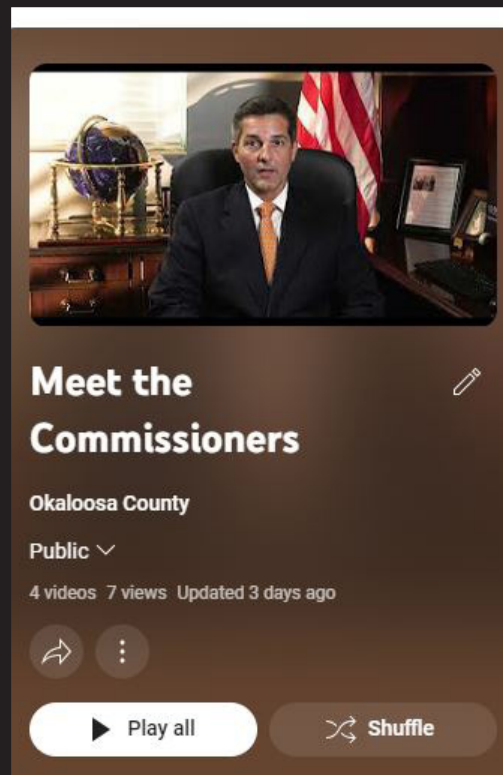 Meet the
Commissioners
Okaloosa County
Public
4 videos 7 views Updated 3 days ago
Play all
Shuffle